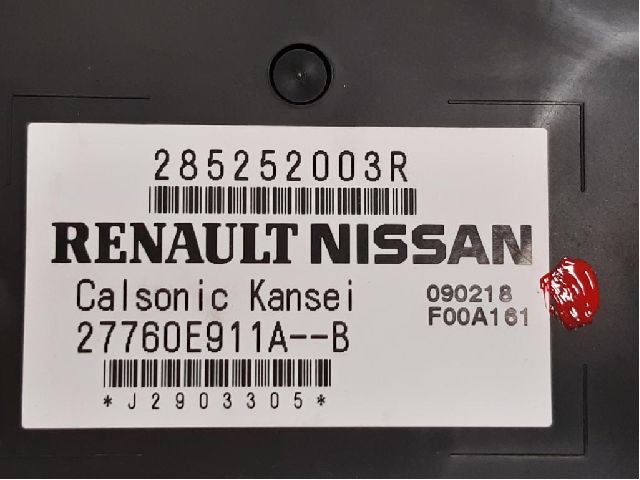 285252003R
RENAULT NISSAN
Calsonic Kansei
090218
27760E911A--B
F00A161
*J2903305*